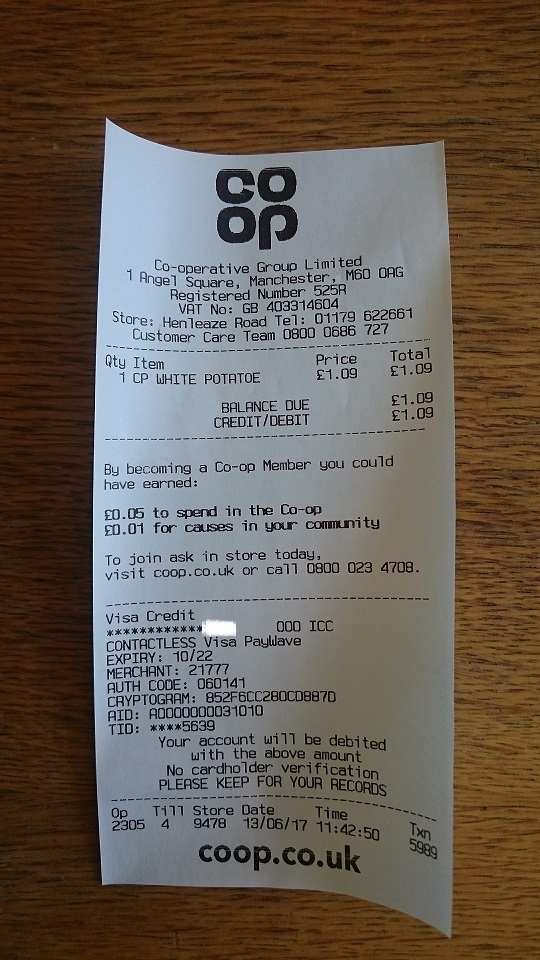 CO
OP
Co-operative Group Limited
1 Angel Square, Manchester, M60 0AG
Registered Number 525R
VAT No: GB 403314604
Store: Henleaze Road Tel: 01179 622661
Customer Care Team 0800 0686 727
Qty Item Price Total
1 CP WHITE POTATOE £1.09 £1.09
BALANCE DUE £1.09
CREDIT/DEBIT £1.09
By becoming a Co-op Member you could
have earned:
£0.05 to spend in the Co-op
£0.01 for causes in your community
To join ask in store today,
visit coop.co.uk or call 0800 023 4708.
Visa Credit
************ 000 ICC
CONTACTLESS Visa PayWave
EXPIRY: 10/22
MERCHANT: 21777
AUTH CODE: 060141
CRYPTOGRAM: 852F6CC280CD887D
AID: A0000000031010
TID: ****5639
Your account will be debited
with the above amount
No cardholder verification
PLEASE KEEP FOR YOUR RECORDS
Op Till Store Date Time Txn
2305 4 9478 13/06/17 11:42:50 5989
coop.co.uk